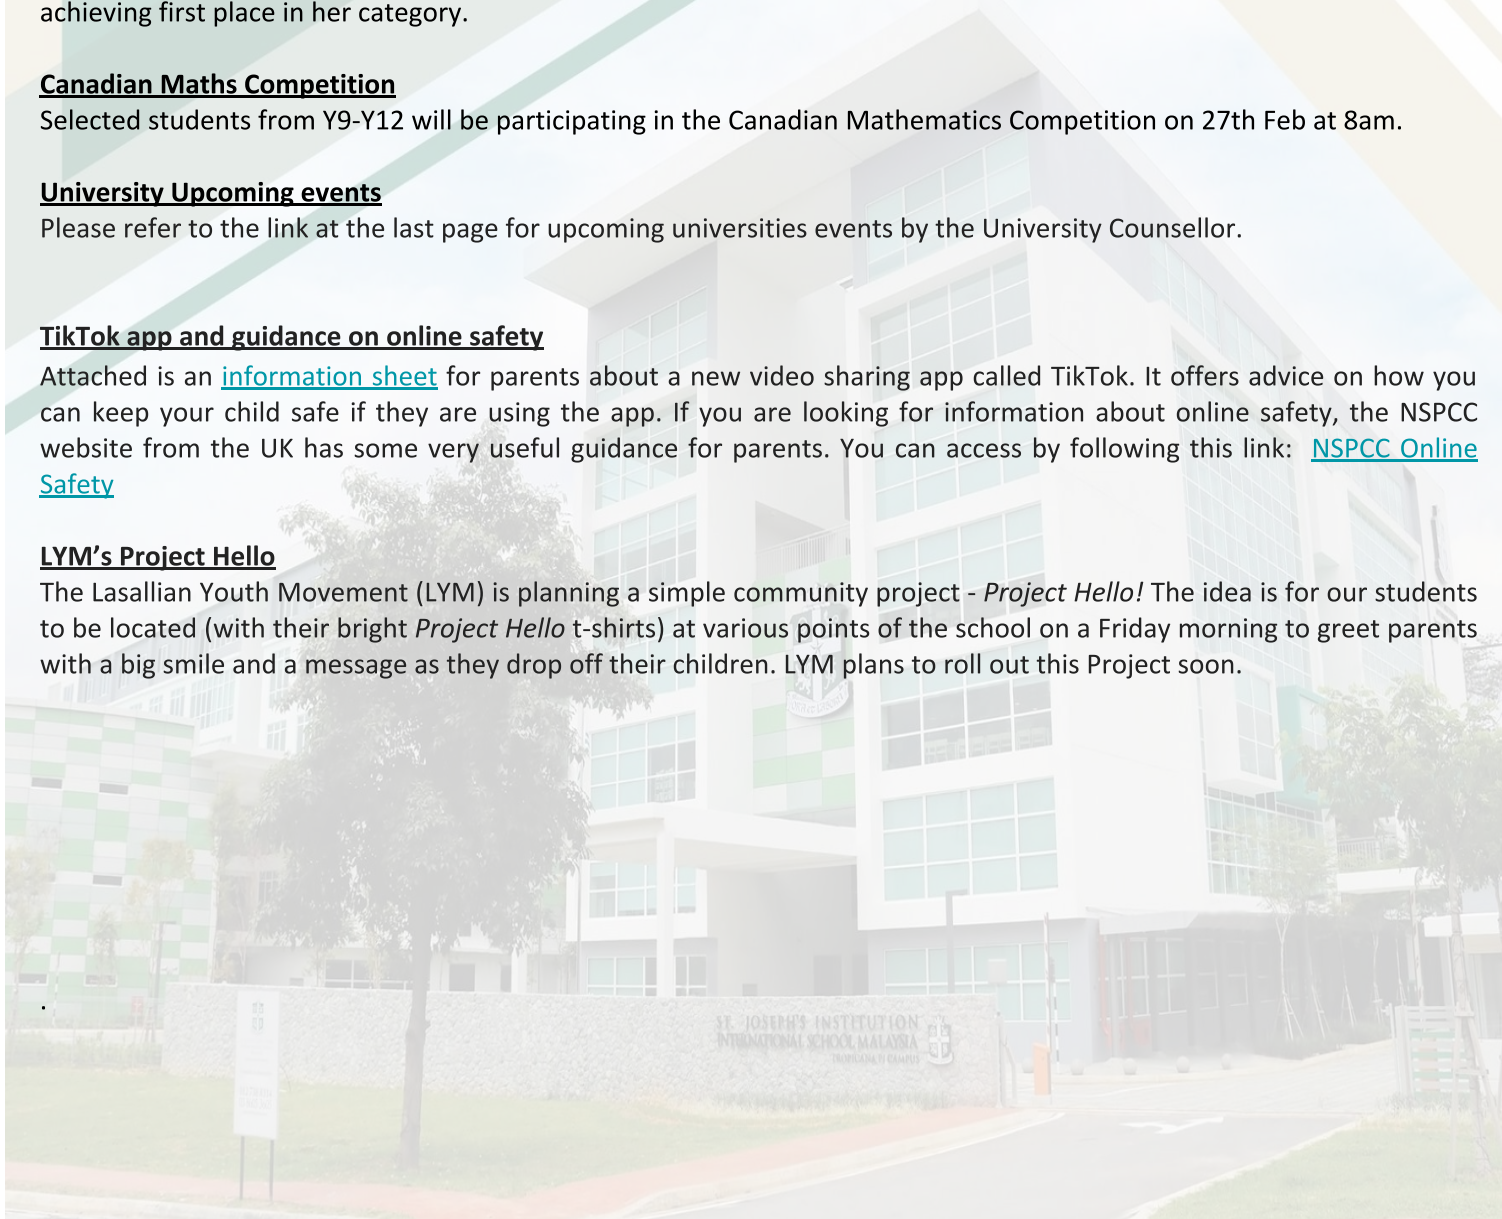 achieving first place in her category.
Canadian Maths Competition
Selected students from Y9-Y12 will be participating in the Canadian Mathematics Competition on 27th Feb at 8am.
University Upcoming events
Please refer to the link at the last page for upcoming universities events by the University Counsellor.
TikTok app and guidance on online safety
Attached is an information sheet for parents about a new video sharing app called TikTok. It offers advice on how you
can keep your child safe if they are using the app. If you are looking for information about online safety, the NSPCC
website from the UK has some very useful guidance for parents. You can access by following this link: NSPCC Online
Safety
LYM’s Project Hello
The Lasallian Youth Movement (LYM) is planning a simple community project - Project Hello! The idea is for our students
to be located (with their bright Project Hello t-shirts) at various points of the school on a Friday morning to greet parents
with a big smile and a message as they drop off their children. LYM plans to roll out this Project soon.
.
ST. JOSEPH'S INSTITUTION
INTERNATIONAL SCHOOL MALAYSIA
TROPICANA PJ CAMPUS